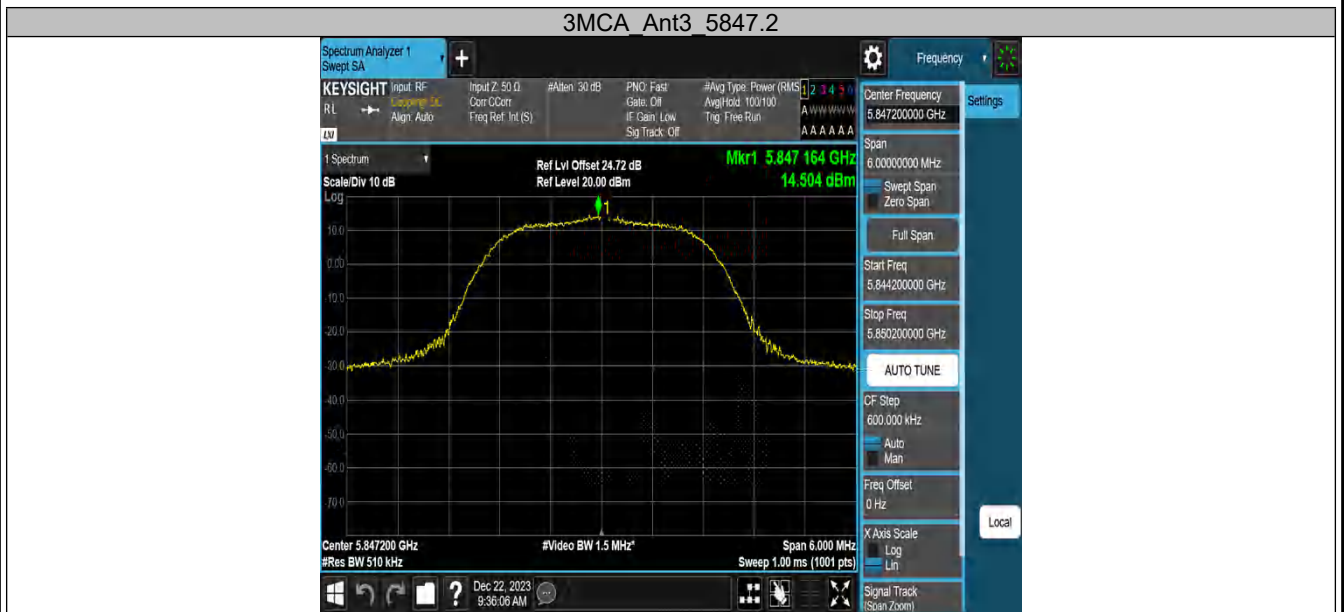 3MCA_Ant3_5847.2
Spectrum Analyzer 1
Swept SA
+
Frequency
KEYSIGHT
RL
LXI
Input: RF
Coupling: DC
Align: Auto
Input Z: 50 Ω
Corr CCorr
Freq Ref: Int (S)
#Atten: 30 dB
PNO: Fast
Gate: Off
IF Gain: Low
Sig Track: Off
#Avg Type: Power (RMS
Avg|Hold: 100/100
Trig: Free Run
1 2 3 4 5 6
A W W W W W
A A A A A A
1 Spectrum
Scale/Div 10 dB
Log
Ref Lvl Offset 24.72 dB
Ref Level 20.00 dBm
Mkr1 5.847 164 GHz
14.504 dBm
1
10.0
0.00
-10.0
-20.0
-30.0
-40.0
-50.0
-60.0
-70.0
Center 5.847200 GHz
#Res BW 510 kHz
#Video BW 1.5 MHz*
Span 6.000 MHz
Sweep 1.00 ms (1001 pts)
Center Frequency
5.847200000 GHz
Settings
Span
6.00000000 MHz
Swept Span
Zero Span
Full Span
Start Freq
5.844200000 GHz
Stop Freq
5.850200000 GHz
AUTO TUNE
CF Step
600.000 kHz
Auto
Man
Freq Offset
0 Hz
X Axis Scale
Log
Lin
Local
Signal Track
(Span Zoom)
?
Dec 22, 2023
9:36:06 AM